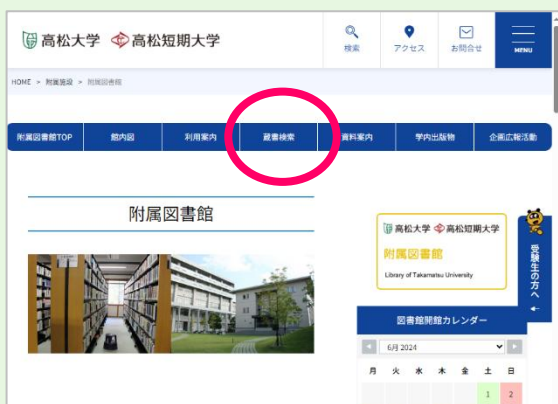 高松大学 高松短期大学
検索
アクセス
お問合せ
MENU
HOME > 附属施設 > 附属図書館
附属図書館TOP 館内図 利用案内 蔵書検索 資料案内 学内出版物 企画広報活動
附属図書館
高松大学 高松短期大学
附属図書館
Library of Takamatsu University
受験生の方へ
図書館開館カレンダー
6月 2024
月 火 水 木 金 土 日
1 2